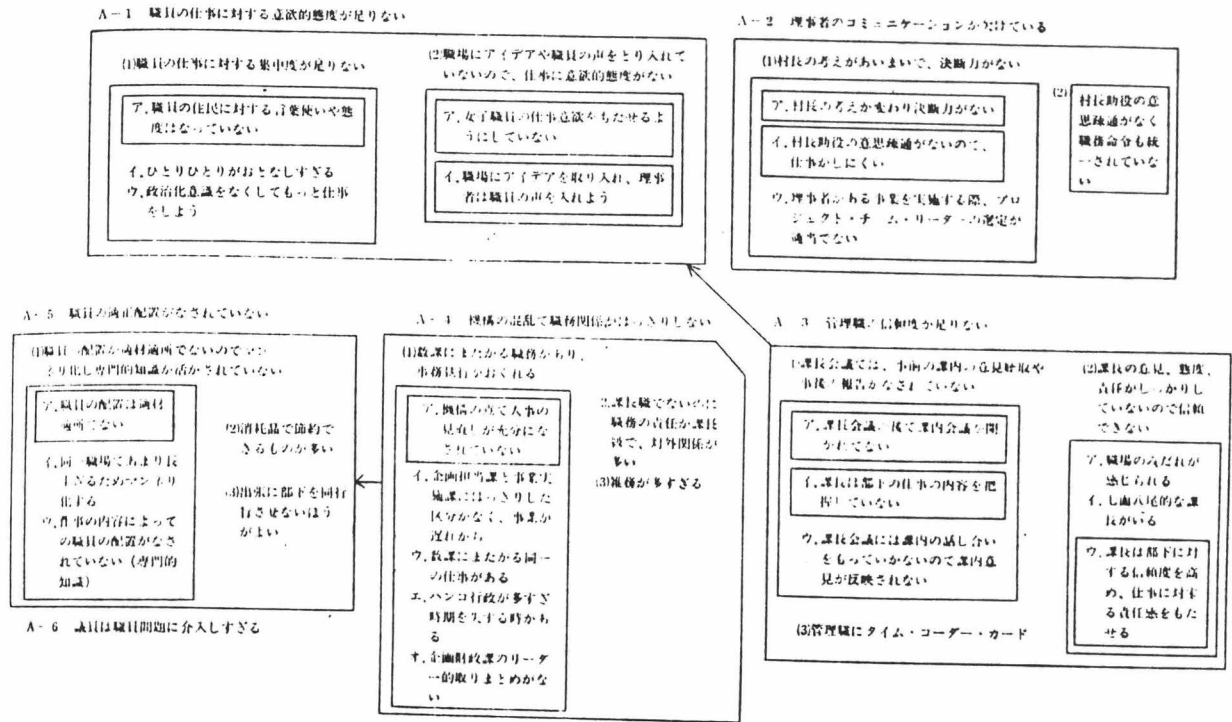 A－1 職員の仕事に対する意欲的態度が足りない
(1)職員の仕事に対する集中度が足りない
ア、職員の住民に対する言葉使いや態
度はなっていない
イ、ひとりひとりがおとなしすぎる
ウ、政治化意識をなくしてもっと仕事
をしよう
(2)職場にアイデアや職員の声をとり入れて
いないので、仕事に意欲的態度がない
ア、女子職員の仕事意欲をもたせるよ
うにしていない
イ、職場にアイデアを取り入れ、理事
者は職員の声を入れよう
A－2 理事者のコミュニケーションが欠けている
(1)村長の考えがあいまいで、決断力がない
ア、村長の考えが変わり決断力がない
イ、村長助役の意思疎通がないので、
仕事がしにくい
ウ、理事者がある事業を実施する際、プロ
ジェクト・チーム・リーダーの選定が
適当でない
(2)
村長助役の意
思疎通がなく
職務命令も統
一されていな
い
A－5 職員の適正配置がなされていない
(1)職員の配置が適材適所でないのでマン
ネリ化し専門的知識が活かされていない
ア、職員の配置は適材
適所でない
イ、同一職場であまり長
すぎるためマンネリ
化する
ウ、仕事の内容によって
の職員の配置がなさ
れていない（専門的
知識）
(2)消耗品で節約で
きるものが多い
(3)出張に部下を同行
させないほう
がよい
A－6 議員は職員問題に介入しすぎる
A－4 機構の混乱で職務関係がはっきりしない
(1)数課にまたがる職務があり、
事務執行がおくれる
ア、機構の立て人事の
見直しが充分にな
されていない
イ、企画担当課と事業実
施課にはっきりした
区分がなく、事業が
遅れがち
ウ、数課にまたがる同一
の仕事がある
エ、ハンコ行政が多すぎ
時期を失する時があ
る
オ、企画財政課のリーダ
ー的取りまとめがな
い
2.課長職でないのに
職務の責任が課長
級で、対外関係が
多い
(3)雑務が多すぎる
A－3 管理職の信頼度が足りない
(1)課長会議では、事前の課内の意見聴取や
事後の報告がなされていない
ア、課長会議の後で課内会議を開
かれてない
イ、課長は部下の仕事の内容を把
握していない
ウ、課長会議には課内の話し合い
をもっていかないので課内意
見が反映されない
(2)課長の意見、態度、
責任がしっかりし
ていないので信頼
できない
ア、職場の気だれが
感じられる
イ、七面八尾的な課
長がいる
ウ、課長は部下に対
する信頼度を高
め、仕事に対す
る責任感をもた
せる
(3)管理職にタイム・コーダー・カード